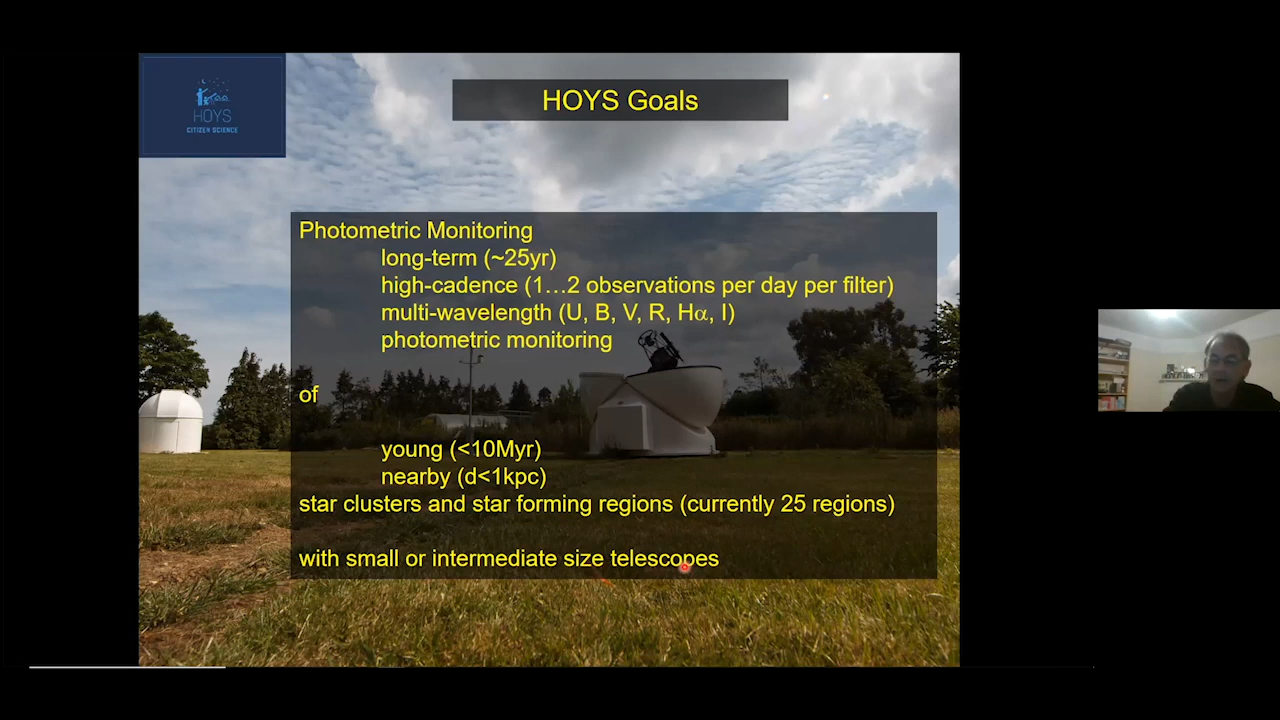 HOYS
CITIZEN SCIENCE
HOYS Goals
Photometric Monitoring
long-term (~25yr)
high-cadence (1…2 observations per day per filter)
multi-wavelength (U, B, V, R, Hα, I)
photometric monitoring
of
young (<10Myr)
nearby (d<1kpc)
star clusters and star forming regions (currently 25 regions)
with small or intermediate size telescopes